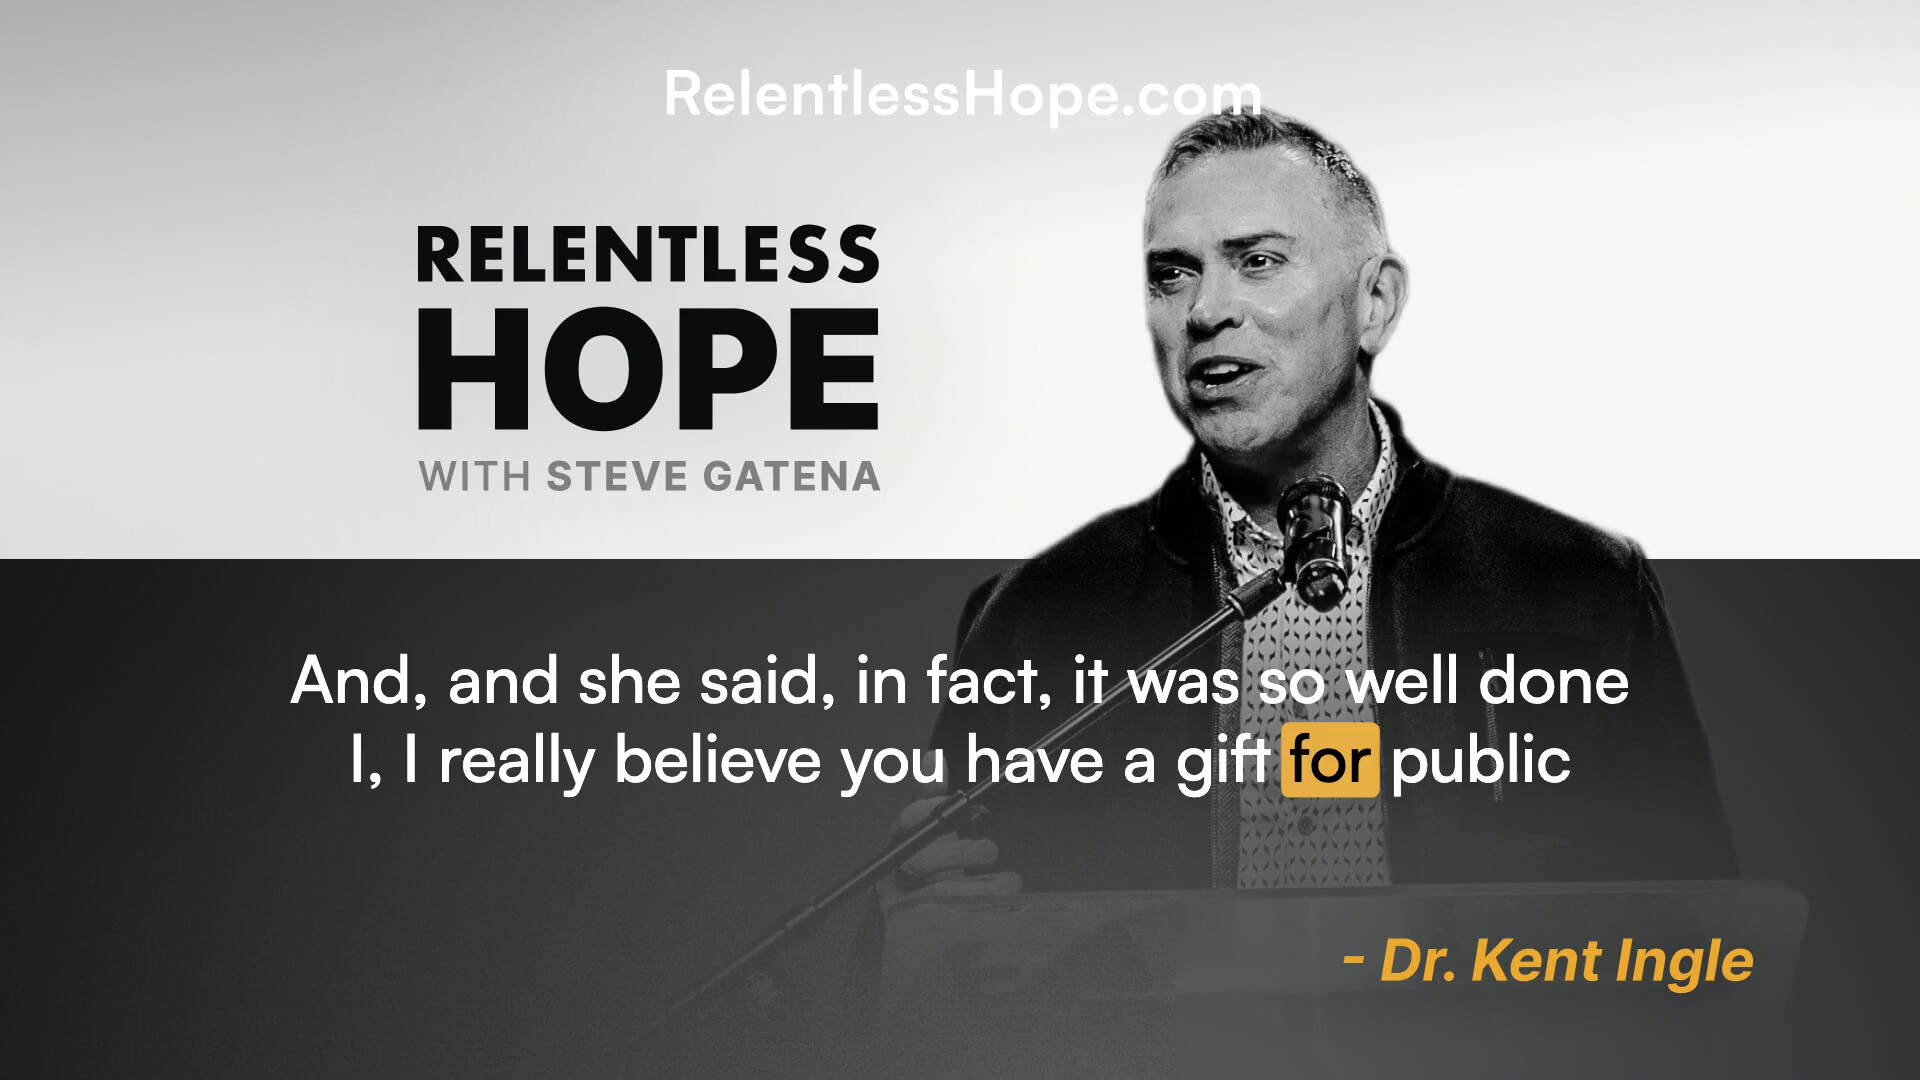 RelentlessHope.com
RELENTLESS
HOPE
WITH STEVE GATENA
And, and she said, in fact, it was so well done
I, I really believe you have a gift for public
- Dr. Kent Ingle